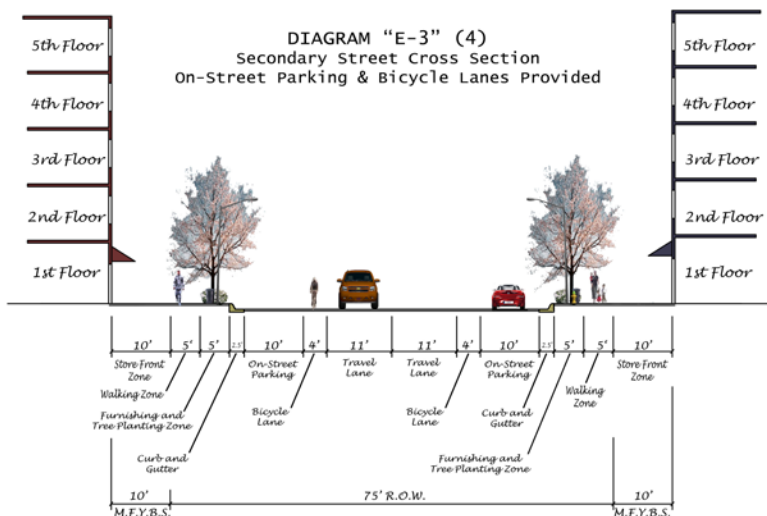 DIAGRAM “E-3” (4)
Secondary Street Cross Section
On-Street Parking & Bicycle Lanes Provided
5th Floor
4th Floor
3rd Floor
2nd Floor
1st Floor
5th Floor
4th Floor
3rd Floor
2nd Floor
1st Floor
10' 5' 5' 2.5' 10' 4' 11' 11' 4' 10' 2.5' 5' 5' 10'
Store Front
Zone
Walking Zone
Furnishing and
Tree Planting Zone
Curb and
Gutter
On-Street
Parking
Bicycle
Lane
Travel
Lane
Travel
Lane
Bicycle
Lane
On-Street
Parking
Curb and
Gutter
Furnishing and
Tree Planting Zone
Walking
Zone
Store Front
Zone
10' 75' R.O.W. 10'
M.F.Y.B.S. M.F.Y.B.S.